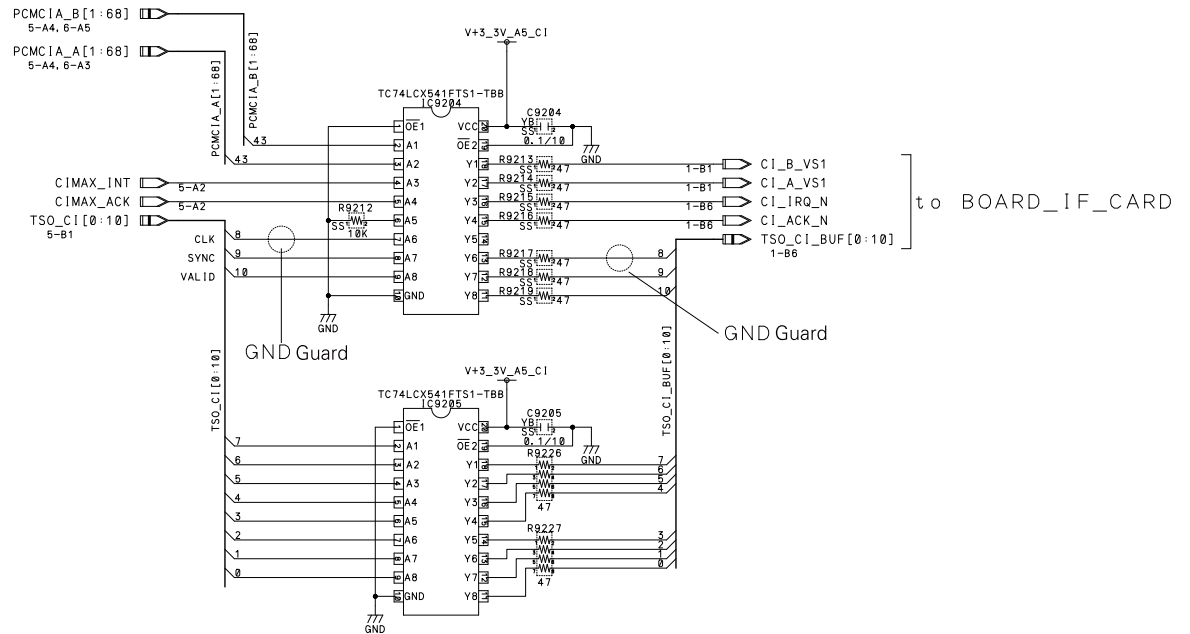 PCMCIA_B[1:68]
5-A4,6-A5
PCMCIA_A[1:68]
5-A4,6-A3
PCMCIA_A[1:68]
PCMCIA_B[1:68]
V+3_3V_A5_CI
TC74LCX541FTS1-TBB
IC9204
C9204
YB
SS
0.1/10
GND
43
43
CIMAX_INT
5-A2
CIMAX_ACK
5-A2
TSO_CI[0:10]
5-B1
R9212
SS
10K
CLK 8
SYNC 9
VALID 10
OE1
A1
A2
A3
A4
A5
A6
A7
A8
GND
VCC
OE2
Y1
Y2
Y3
Y4
Y5
Y6
Y7
Y8
R9213 SS 47 1-B1 CI_B_VS1
R9214 SS 47 1-B1 CI_A_VS1
R9215 SS 47 1-B6 CI_IRQ_N
R9216 SS 47 1-B6 CI_ACK_N
TSO_CI_BUF[0:10]
1-B6
R9217 SS 47 8
R9218 SS 47 9
R9219 SS 47 10
to BOARD_IF_CARD
GND
GND Guard
GND Guard
TSO_CI[0:10]
TSO_CI_BUF[0:10]
V+3_3V_A5_CI
TC74LCX541FTS1-TBB
IC9205
C9205
YB
SS
0.1/10
GND
7
6
5
4
3
2
1
0
OE1
A1
A2
A3
A4
A5
A6
A7
A8
GND
VCC
OE2
Y1
Y2
Y3
Y4
Y5
Y6
Y7
Y8
R9226
47
7
6
5
4
R9227
47
3
2
1
0
GND